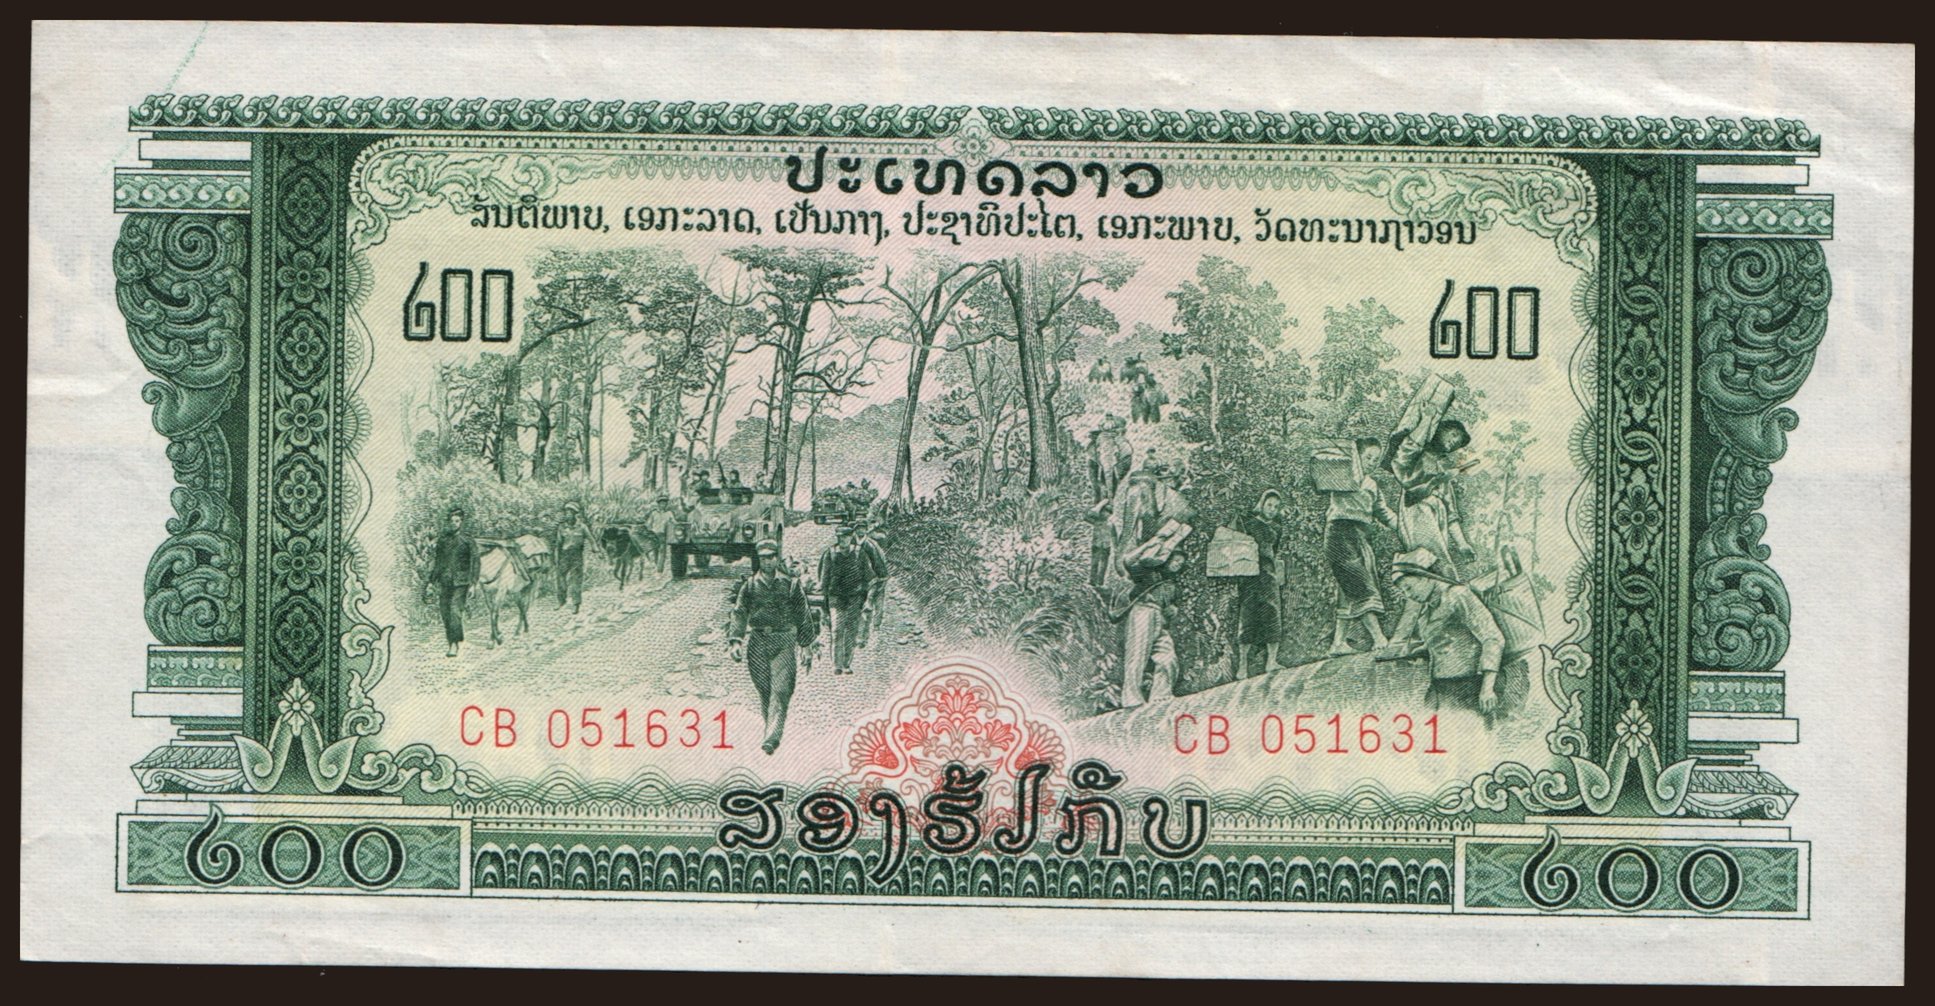 ປະເທດລາວ
ສັນຕິພາບ, ເອກະລາດ, ເປັນກາງ, ປະຊາທິປະໄຕ, ເອກະພາບ, ວັດທະນາຖາວອນ
໒໐໐ ໒໐໐
CB 051631 CB 051631
ສອງຮ້ອຽກີບ
໒໐໐ ໒໐໐